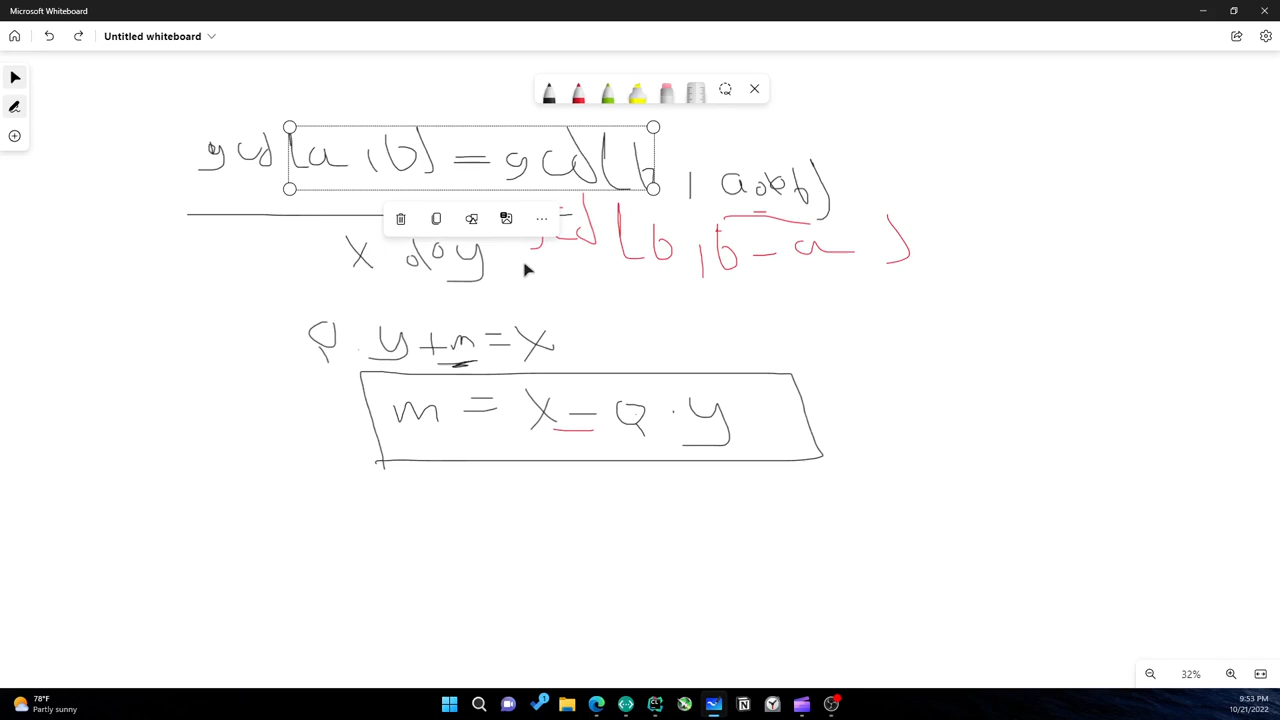 Microsoft Whiteboard
Untitled whiteboard
gcd(a,b) = gcd(b, a%b)
gcd(b, b-a)
x % y
Q.y+m=x
m = x-Q.y
32%
78°F
Partly sunny
9:53 PM
10/21/2022